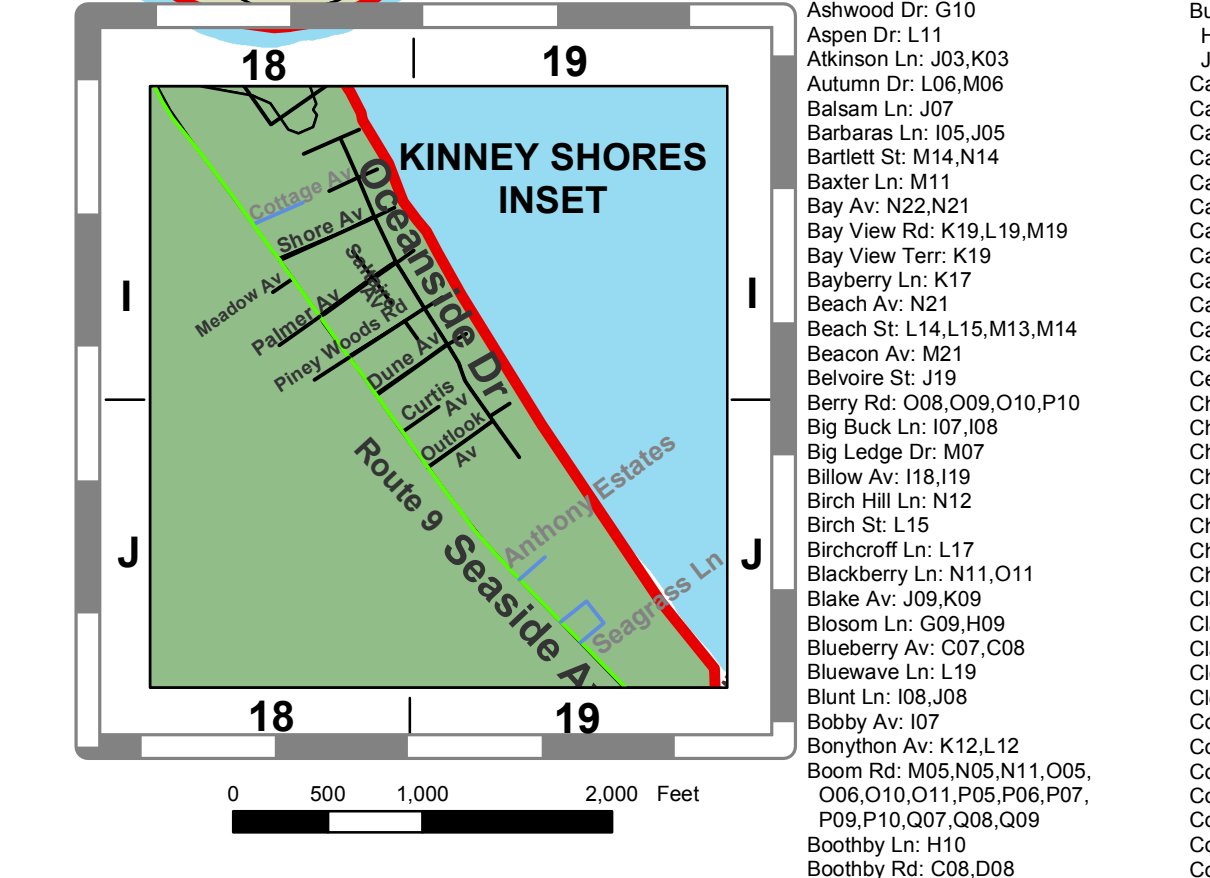 18
19
KINNEY SHORES
INSET
Oceanside Dr
Cottage Av
Shore Av
Meadow Av
Palmer Av
Piney Woods Rd
Dune Av
Curtis
Av
Outlook
Av
Route 9
Seaside Av
Anthony Estates
Seagrass Ln
I
I
J
J
18
19
0
500
1,000
2,000
Feet
Ashwood Dr: G10
Aspen Dr: L11
Atkinson Ln: J03,K03
Autumn Dr: L06,M06
Balsam Ln: J07
Barbaras Ln: I05,J05
Bartlett St: M14,N14
Baxter Ln: M11
Bay Av: N22,N21
Bay View Rd: K19,L19,M19
Bay View Terr: K19
Bayberry Ln: K17
Beach Av: N21
Beach St: L14,L15,M13,M14
Beacon Av: M21
Belvoire St: J19
Berry Rd: O08,O09,O10,P10
Big Buck Ln: I07,I08
Big Ledge Dr: M07
Billow Av: I18,I19
Birch Hill Ln: N12
Birch St: L15
Birchcroff Ln: L17
Blackberry Ln: N11,O11
Blake Av: J09,K09
Blosom Ln: G09,H09
Blueberry Av: C07,C08
Bluewave Ln: L19
Blunt Ln: I08,J08
Bobby Av: I07
Bonython Av: K12,L12
Boom Rd: M05,N05,N11,O05,
O06,O10,O11,P05,P06,P07,
P09,P10,Q07,Q08,Q09
Boothby Ln: H10
Boothby Rd: C08,D08